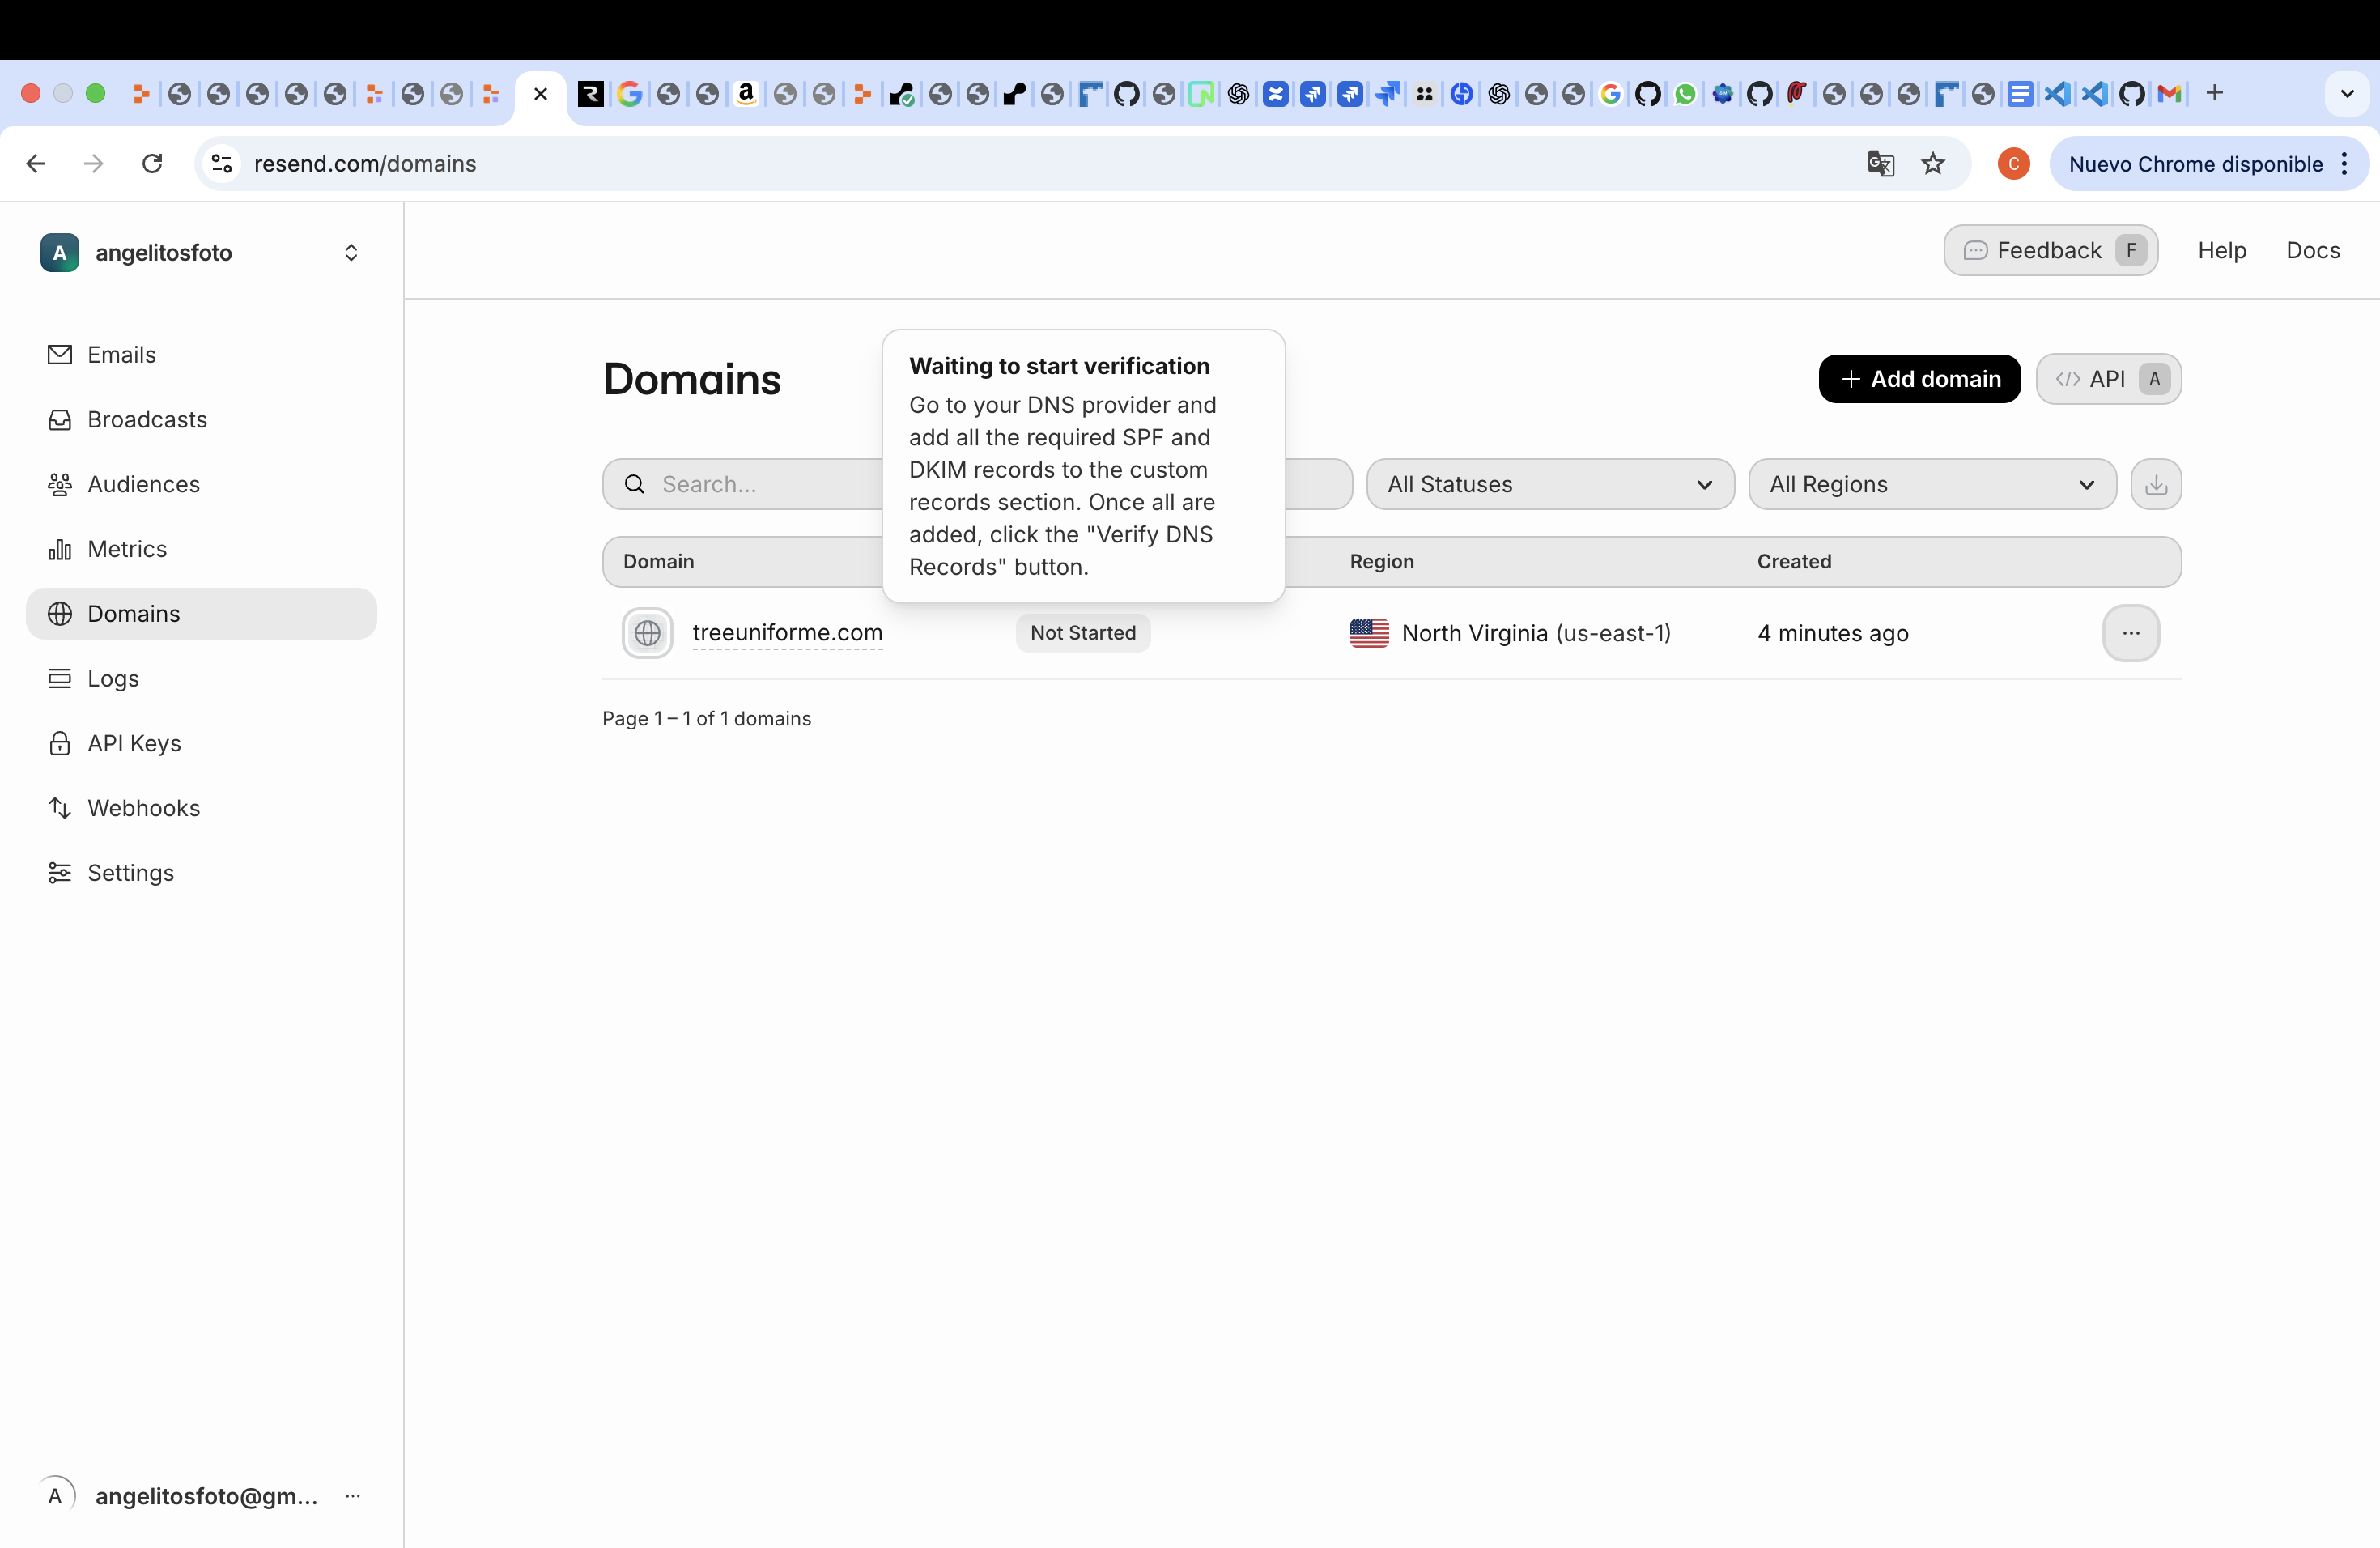 resend.com/domains
C
Nuevo Chrome disponible
A
angelitosfoto
Feedback F
Help
Docs
Emails
Broadcasts
Audiences
Metrics
Domains
Logs
API Keys
Webhooks
Settings
Domains
Waiting to start verification
Go to your DNS provider and
add all the required SPF and
DKIM records to the custom
records section. Once all are
added, click the "Verify DNS
Records" button.
+ Add domain
API A
Search...
All Statuses
All Regions
Domain
Region
Created
treeuniforme.com
Not Started
North Virginia (us-east-1)
4 minutes ago
Page 1 – 1 of 1 domains
A
angelitosfoto@gm...